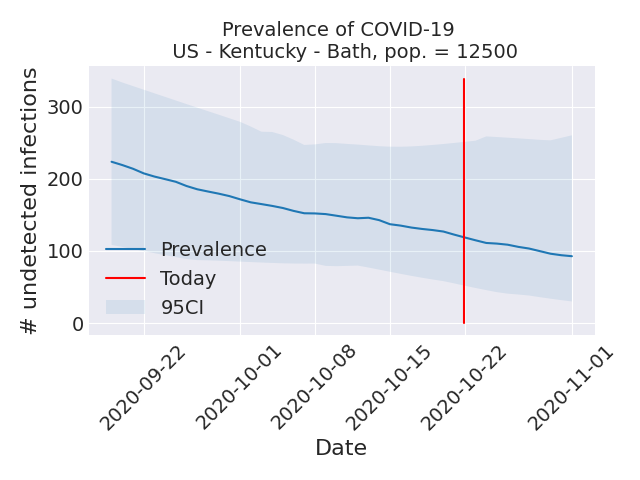 Prevalence of COVID-19
US - Kentucky - Bath, pop. = 12500
# undetected infections
300
200
100
0
Prevalence
Today
95CI
2020-09-22
2020-10-01
2020-10-08
2020-10-15
2020-10-22
2020-11-01
Date